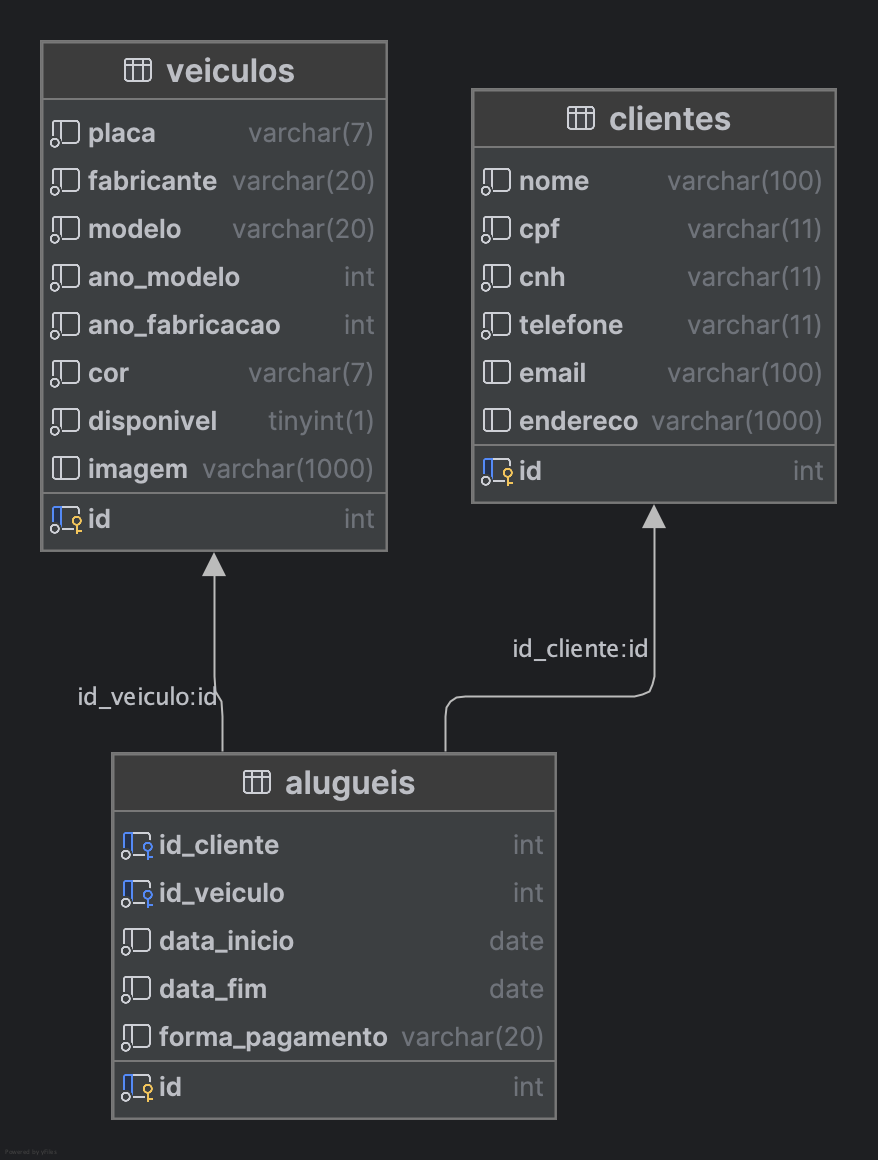 veiculos
placa varchar(7)
fabricante varchar(20)
modelo varchar(20)
ano_modelo int
ano_fabricacao int
cor varchar(7)
disponivel tinyint(1)
imagem varchar(1000)
id int
clientes
nome varchar(100)
cpf varchar(11)
cnh varchar(11)
telefone varchar(11)
email varchar(100)
endereco varchar(1000)
id int
id_cliente:id
id_veiculo:id
alugueis
id_cliente int
id_veiculo int
data_inicio date
data_fim date
forma_pagamento varchar(20)
id int
Powered by yFiles